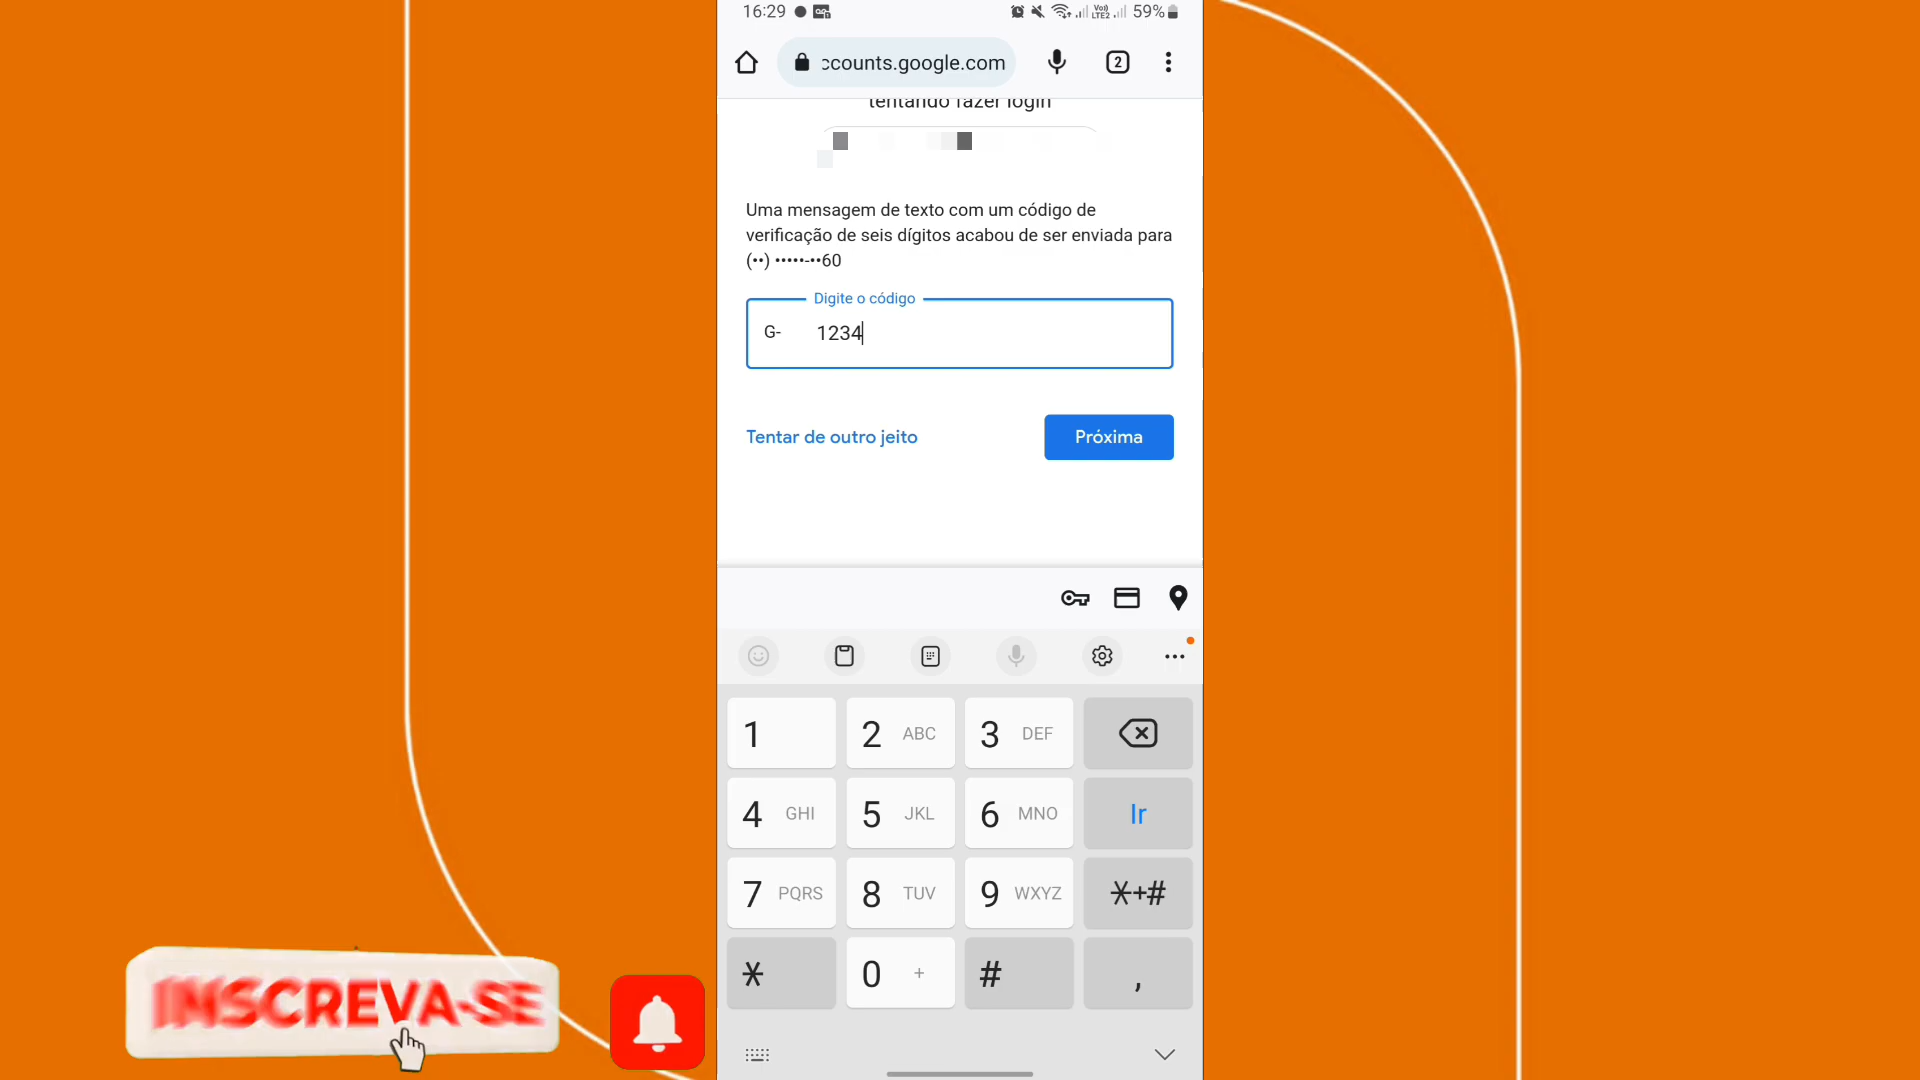 16:29
Vo) LTE2
59%
ccounts.google.com
2
tentando fazer login
Uma mensagem de texto com um código de
verificação de seis dígitos acabou de ser enviada para
(••) •••••-••60
Digite o código
G- 1234
Tentar de outro jeito
Próxima
1
2 ABC
3 DEF
4 GHI
5 JKL
6 MNO
Ir
7 PQRS
8 TUV
9 WXYZ
*+#
*
0 +
#
,
INSCREVA-SE